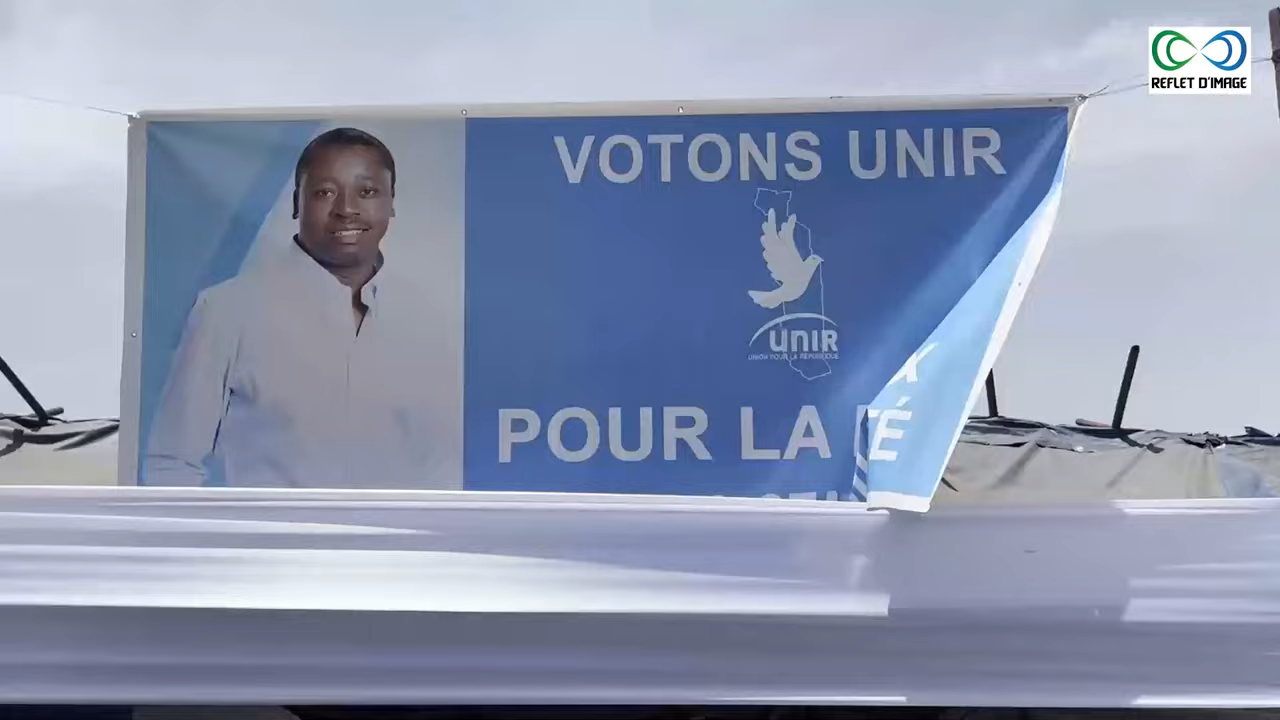 REFLET D'IMAGE
VOTONS UNIR
UNIR
UNION POUR LA RÉPUBLIQUE
POUR LA